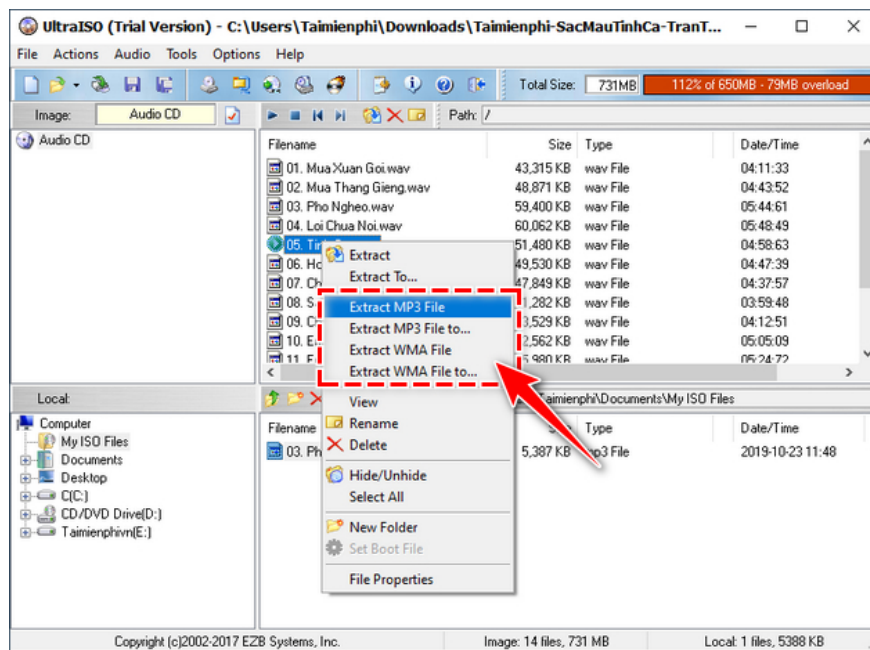 UltraISO (Trial Version) - C:\Users\Taimienphi\Downloads\Taimienphi-SacMauTinhCa-TranT...
File Actions Audio Tools Options Help
Total Size: 731MB 112% of 650MB - 79MB overload
Image: Audio CD Path: /
Audio CD
Filename Size Type Date/Time
01. Mua Xuan Goi.wav 43,315 KB wav File 04:11:33
02. Mua Thang Gieng.wav 48,871 KB wav File 04:43:52
03. Pho Ngheo.wav 59,400 KB wav File 05:44:61
04. Loi Chua Noi.wav 60,062 KB wav File 05:48:49
05. 51,480 KB wav File 04:58:63
06. 49,530 KB wav File 04:47:39
07. 47,849 KB wav File 04:37:57
08. 1,282 KB wav File 03:59:48
09. 3,529 KB wav File 04:12:51
10. 2,562 KB wav File 05:05:09
11. 5,980 KB wav File 05:24:72
Extract
Extract To...
Extract MP3 File
Extract MP3 File to...
Extract WMA File
Extract WMA File to...
View
Rename
Delete
Hide/Unhide
Select All
New Folder
Set Boot File
File Properties
Local: Taimienphi\Documents\My ISO Files
Computer
My ISO Files
Documents
Desktop
C(C:)
CD/DVD Drive(D:)
Taimienphivn(E:)
Filename Type Date/Time
03. Ph 5,387 KB mp3 File 2019-10-23 11:48
Copyright (c)2002-2017 EZB Systems, Inc. Image: 14 files, 731 MB Local: 1 files, 5388 KB